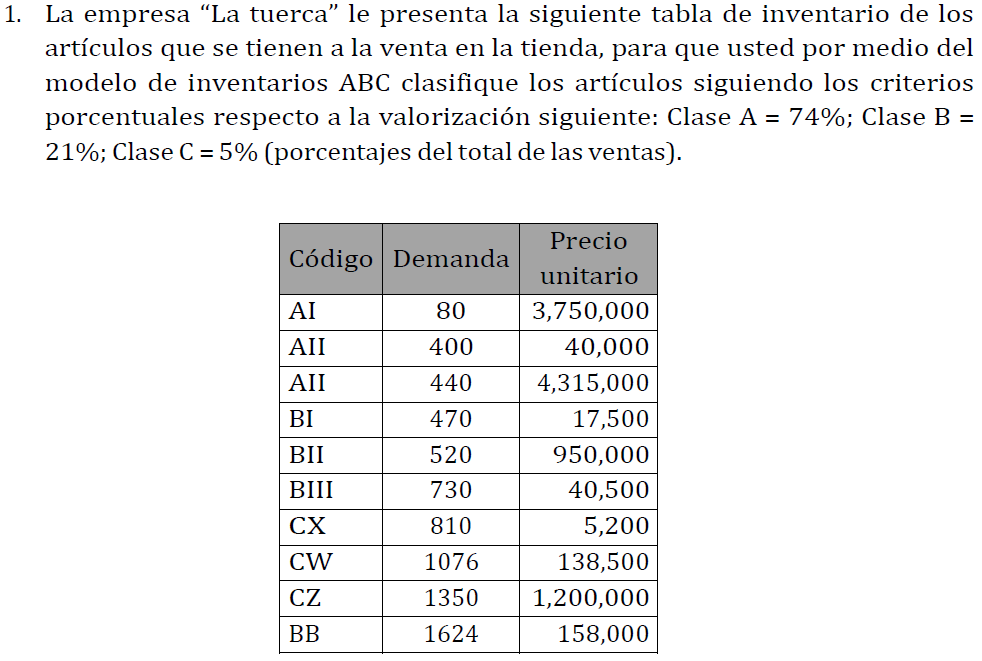 1. La empresa “La tuerca” le presenta la siguiente tabla de inventario de los
artículos que se tienen a la venta en la tienda, para que usted por medio del
modelo de inventarios ABC clasifique los artículos siguiendo los criterios
porcentuales respecto a la valorización siguiente: Clase A = 74%; Clase B =
21%; Clase C = 5% (porcentajes del total de las ventas).
Código Demanda Precio unitario
AI 80 3,750,000
AII 400 40,000
AII 440 4,315,000
BI 470 17,500
BII 520 950,000
BIII 730 40,500
CX 810 5,200
CW 1076 138,500
CZ 1350 1,200,000
BB 1624 158,000